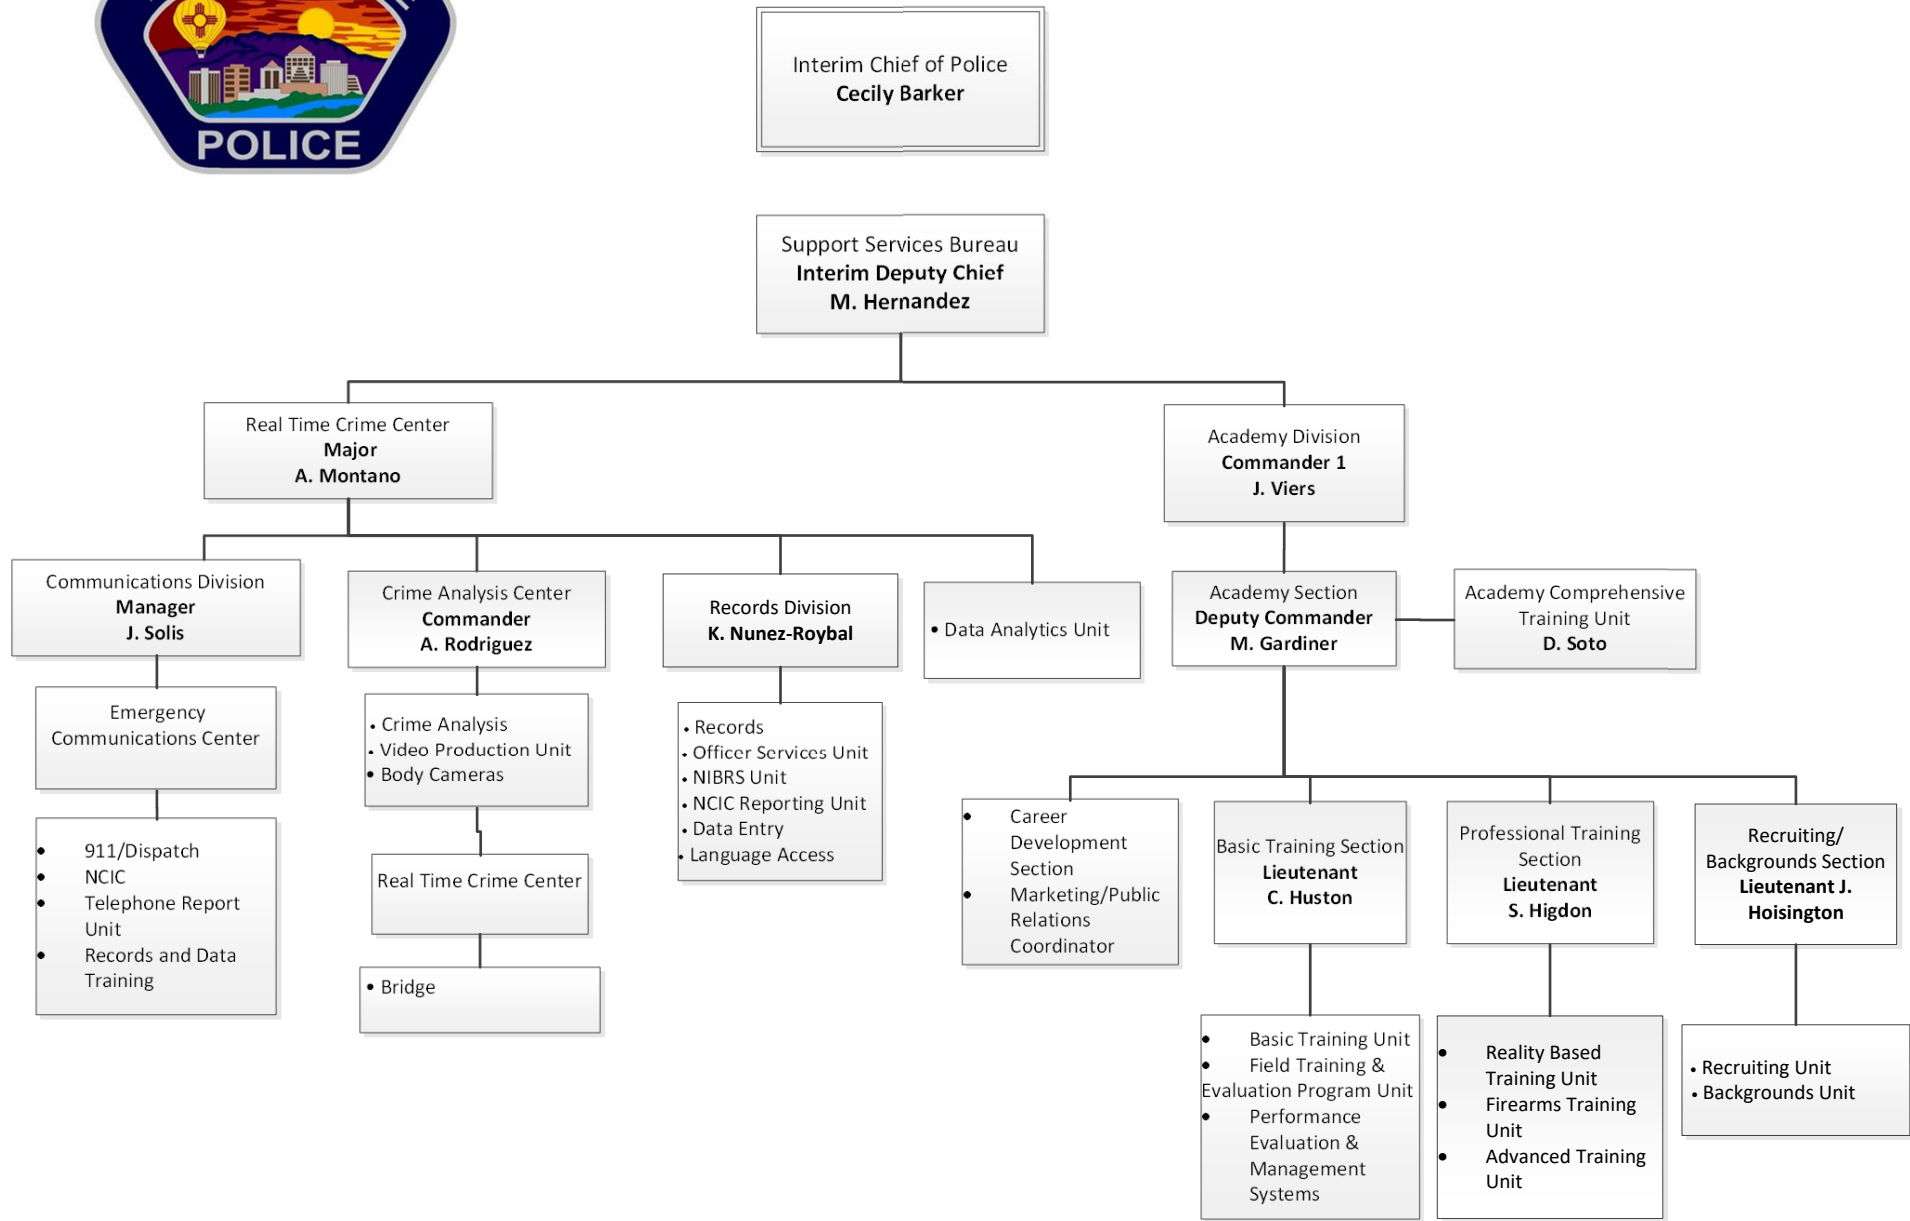 POLICE
Interim Chief of Police
Cecily Barker
Support Services Bureau
Interim Deputy Chief
M. Hernandez
Real Time Crime Center
Major
A. Montano
Academy Division
Commander 1
J. Viers
Communications Division
Manager
J. Solis
Crime Analysis Center
Commander
A. Rodriguez
Records Division
K. Nunez-Roybal
• Data Analytics Unit
Academy Section
Deputy Commander
M. Gardiner
Academy Comprehensive
Training Unit
D. Soto
Emergency
Communications Center
• Crime Analysis
• Video Production Unit
• Body Cameras
• Records
• Officer Services Unit
• NIBRS Unit
• NCIC Reporting Unit
• Data Entry
• Language Access
• 911/Dispatch
• NCIC
• Telephone Report
Unit
• Records and Data
Training
Real Time Crime Center
• Bridge
• Career
Development
Section
• Marketing/Public
Relations
Coordinator
Basic Training Section
Lieutenant
C. Huston
Professional Training
Section
Lieutenant
S. Higdon
Recruiting/
Backgrounds Section
Lieutenant J.
Hoisington
• Basic Training Unit
• Field Training &
Evaluation Program Unit
• Performance
Evaluation &
Management
Systems
• Reality Based
Training Unit
• Firearms Training
Unit
• Advanced Training
Unit
• Recruiting Unit
• Backgrounds Unit